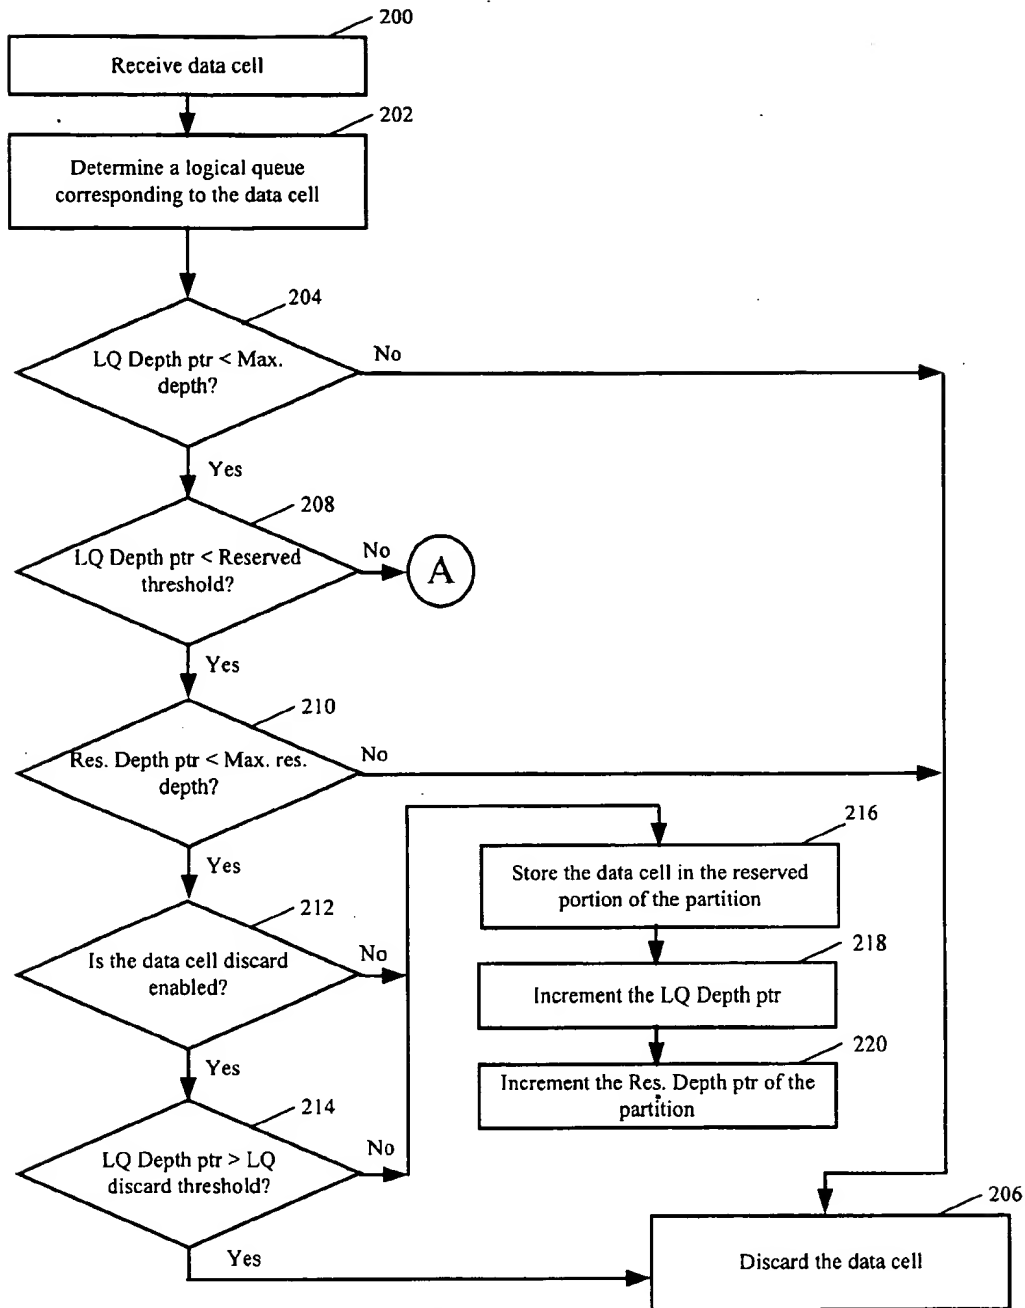 200
Receive data cell
202
Determine a logical queue
corresponding to the data cell
204
LQ Depth ptr < Max.
depth?
No
Yes
208
LQ Depth ptr < Reserved
threshold?
No
A
Yes
210
Res. Depth ptr < Max. res.
depth?
No
Yes
216
Store the data cell in the reserved
portion of the partition
212
Is the data cell discard
enabled?
No
218
Increment the LQ Depth ptr
Yes
220
Increment the Res. Depth ptr of the
partition
214
LQ Depth ptr > LQ
discard threshold?
No
Yes
206
Discard the data cell